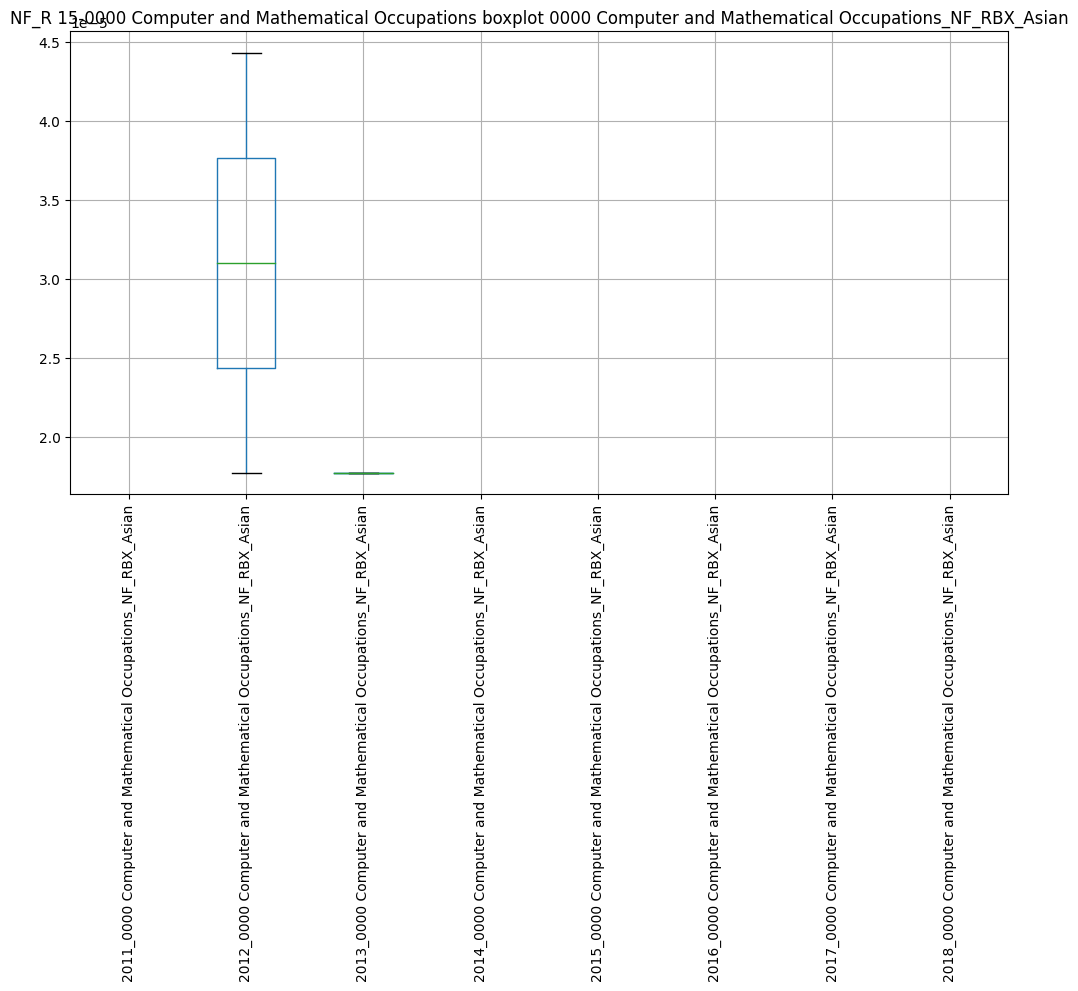 NF_R 15-0000 Computer and Mathematical Occupations boxplot 0000 Computer and Mathematical Occupations_NF_RBX_Asian
1e−5
4.5
4.0
3.5
3.0
2.5
2.0
2011_0000 Computer and Mathematical Occupations_NF_RBX_Asian
2012_0000 Computer and Mathematical Occupations_NF_RBX_Asian
2013_0000 Computer and Mathematical Occupations_NF_RBX_Asian
2014_0000 Computer and Mathematical Occupations_NF_RBX_Asian
2015_0000 Computer and Mathematical Occupations_NF_RBX_Asian
2016_0000 Computer and Mathematical Occupations_NF_RBX_Asian
2017_0000 Computer and Mathematical Occupations_NF_RBX_Asian
2018_0000 Computer and Mathematical Occupations_NF_RBX_Asian